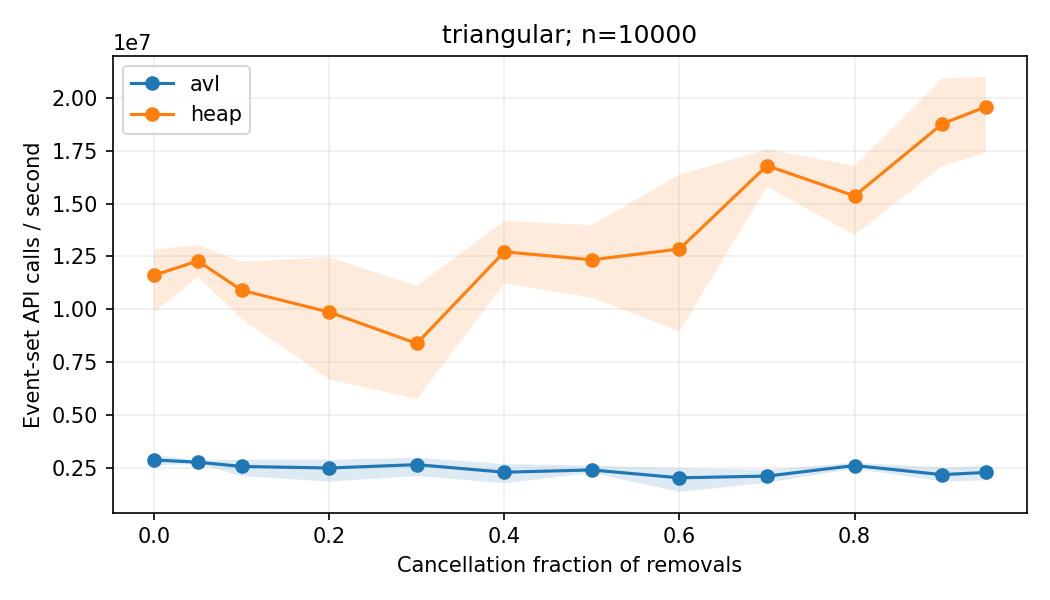 triangular; n=10000
1e7
avl
heap
2.00
1.75
1.50
1.25
1.00
0.75
0.50
0.25
Event-set API calls / second
0.0 0.2 0.4 0.6 0.8
Cancellation fraction of removals